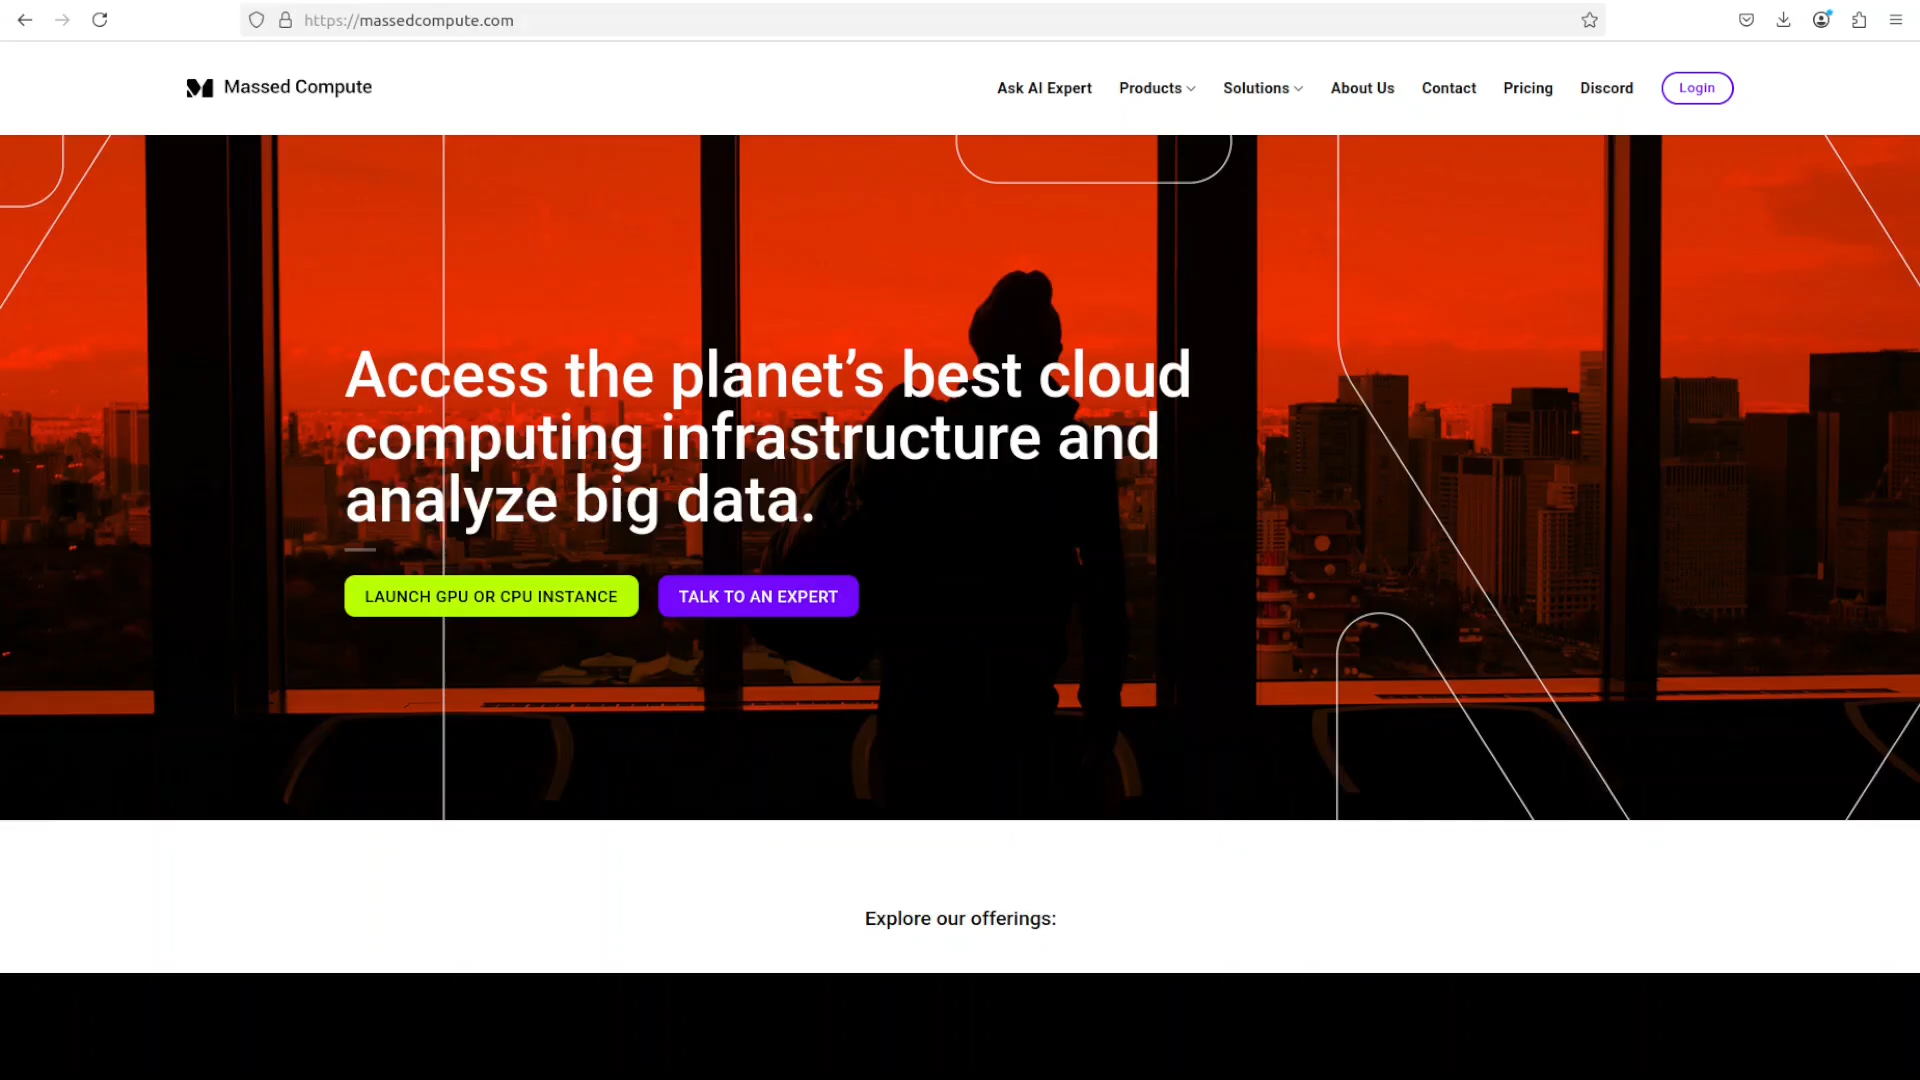 https://massedcompute.com
Massed Compute
Ask AI Expert
Products
Solutions
About Us
Contact
Pricing
Discord
Login
Access the planet’s best cloud
computing infrastructure and
analyze big data.
LAUNCH GPU OR CPU INSTANCE
TALK TO AN EXPERT
Explore our offerings: